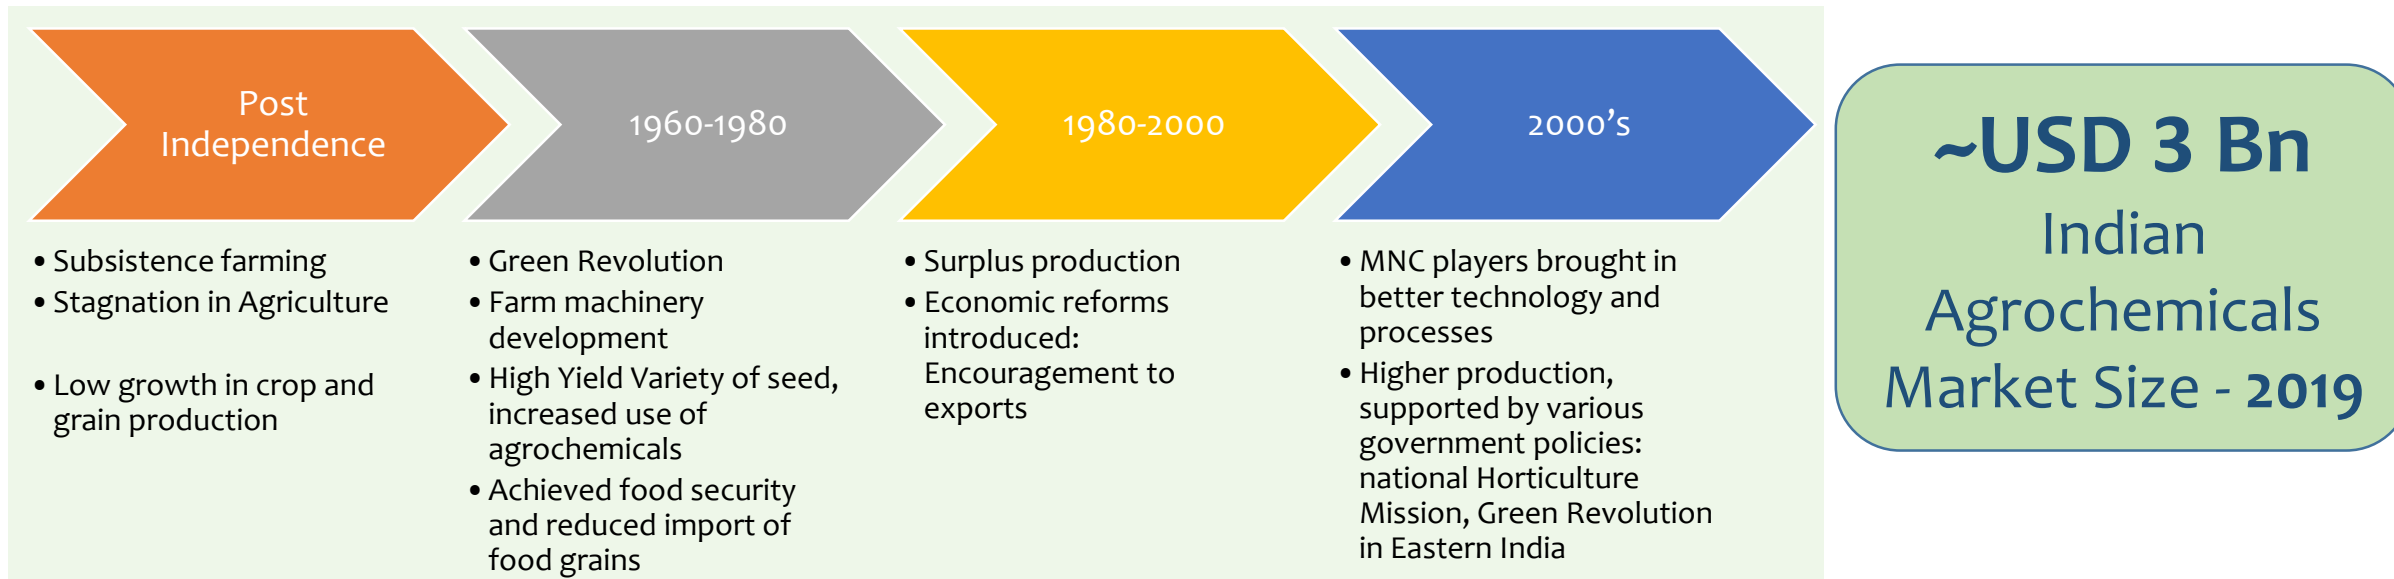 Post
Independence
• Subsistence farming
• Stagnation in Agriculture
• Low growth in crop and
grain production
1960-1980
• Green Revolution
• Farm machinery
development
• High Yield Variety of seed,
increased use of
agrochemicals
• Achieved food security
and reduced import of
food grains
1980-2000
• Surplus production
• Economic reforms
introduced:
Encouragement to
exports
2000’s
• MNC players brought in
better technology and
processes
• Higher production,
supported by various
government policies:
national Horticulture
Mission, Green Revolution
in Eastern India
~USD 3 Bn
Indian
Agrochemicals
Market Size - 2019